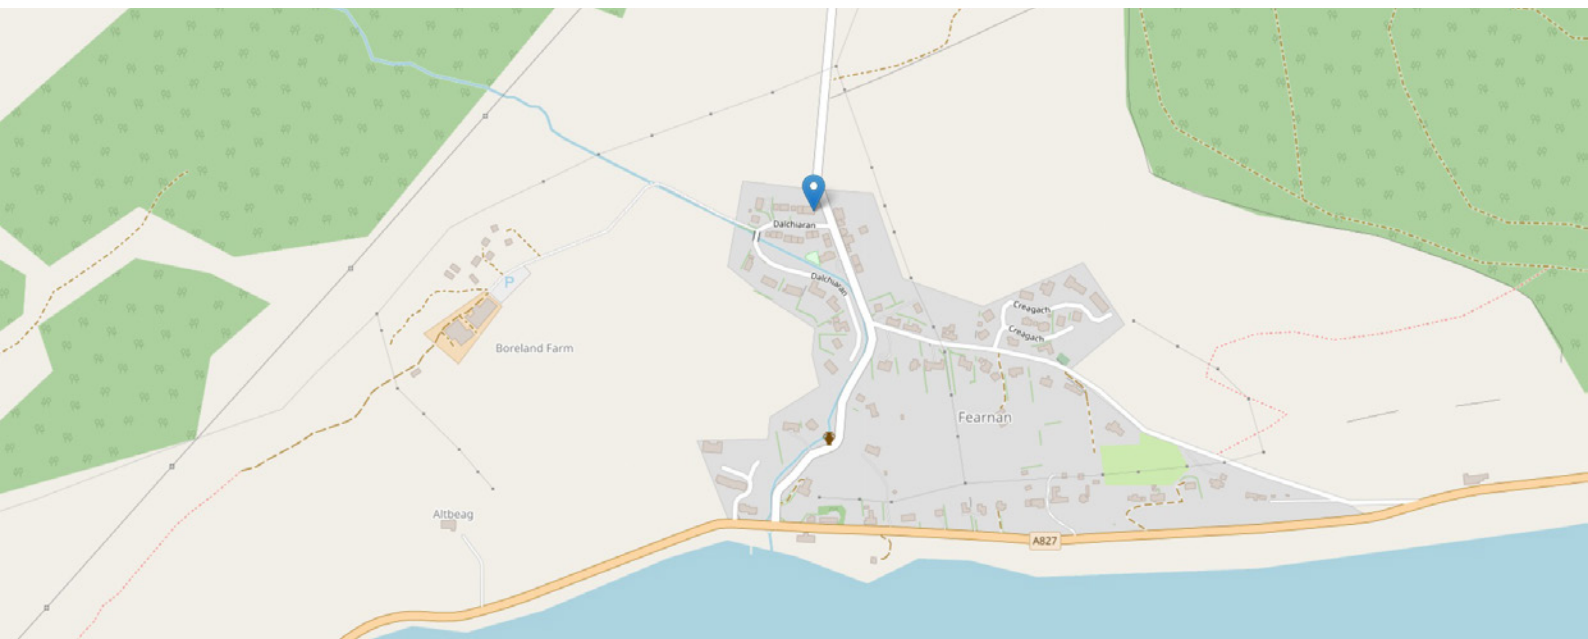 Dalchiaran
Dalchiaran
P
Creagach
Creagach
Boreland Farm
Fearnan
Altbeag
A827